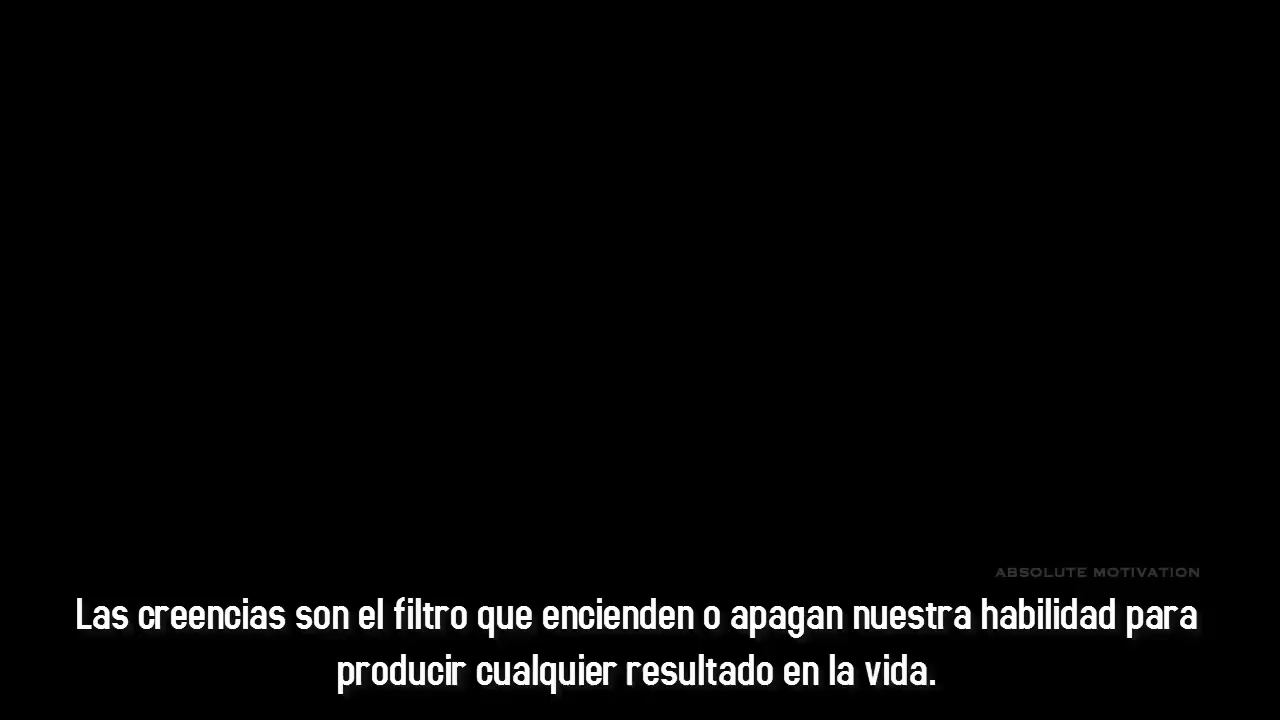 ABSOLUTE MOTIVATION
Las creencias son el filtro que encienden o apagan nuestra habilidad para
producir cualquier resultado en la vida.